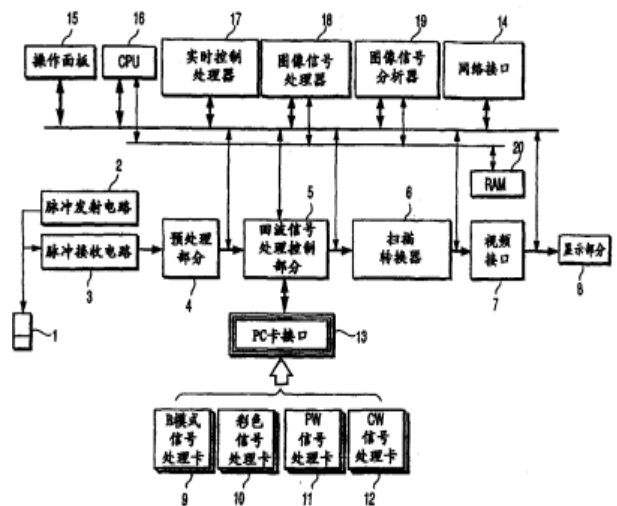 15
16
17
18
19
14
操作面板
CPU
实时控制
处理器
图像信号
处理器
图像信号
分析器
网络接口
20
RAM
2
脉冲发射电路
脉冲接收电路
3
预处理
部分
4
5
回波信号
处理控制
部分
6
扫描
转换器
视频
接口
7
显示部分
8
1
PC卡接口
13
B模式
信号
处理卡
9
彩色
信号
处理卡
10
PW
信号
处理卡
11
CW
信号
处理卡
12